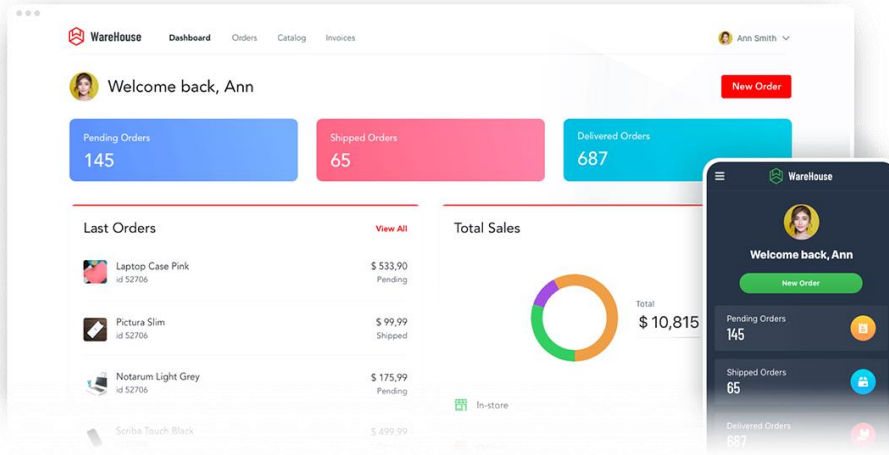 WareHouse Dashboard Orders Catalog Invoices Ann Smith
Welcome back, Ann New Order
Pending Orders
145
Shipped Orders
65
Delivered Orders
687
Last Orders View All
Laptop Case Pink $ 533,90
id 52706 Pending
Pictura Slim $ 99,99
id 52706 Shipped
Notarum Light Grey $ 175,99
id 52706 Pending
Scriba Touch Black $ 499,99
Total Sales
Total
$ 10,815
In-store
WareHouse
Welcome back, Ann
New Order
Pending Orders
145
Shipped Orders
65
Delivered Orders
687